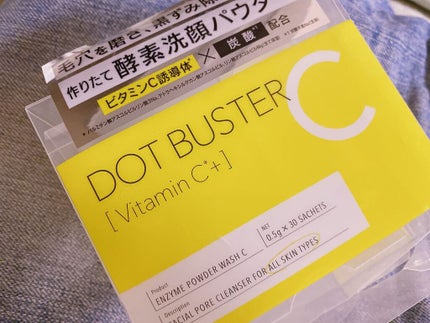 毛穴を磨き、黒ずみ除
作りたて 酵素洗顔パウダ
ビタミンC誘導体* × 炭酸** 配合
DOT BUSTER C
[Vitamin C*+]
Product
ENZYME POWDER WASH C
NET
0.5g × 30 SACHETS
Description
FACIAL PORE CLEANSER FOR ALL SKIN TYPES